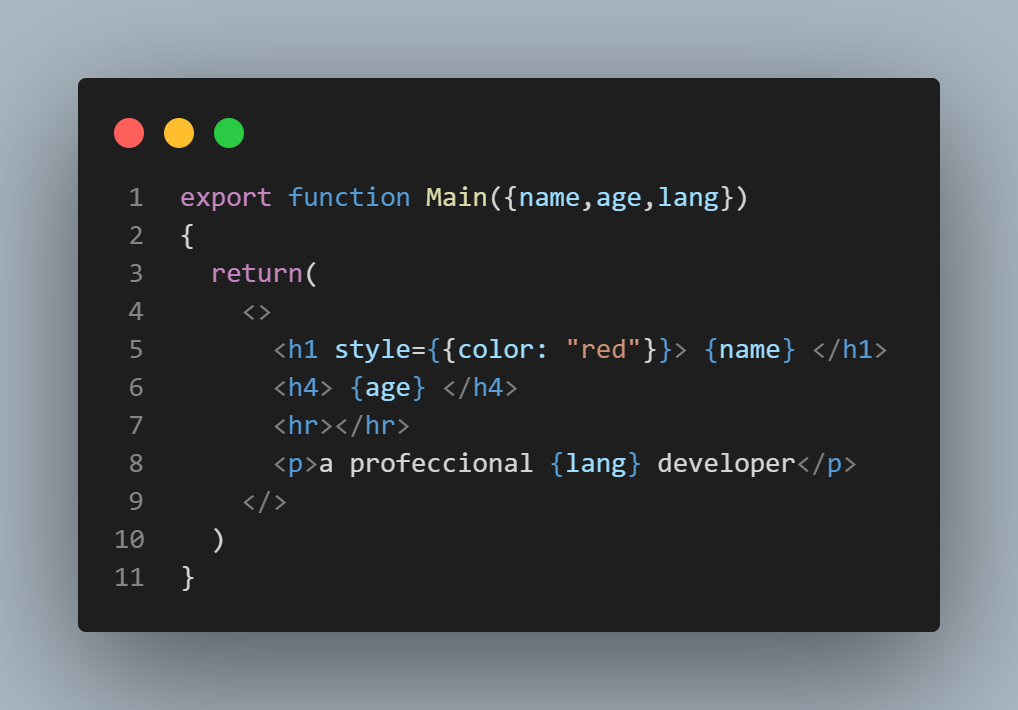 1 export function Main({name,age,lang})
2 {
3   return(
4     <>
5       <h1 style={{color: "red"}}> {name} </h1>
6       <h4> {age} </h4>
7       <hr></hr>
8       <p>a profeccional {lang} developer</p>
9     </>
10   )
11 }